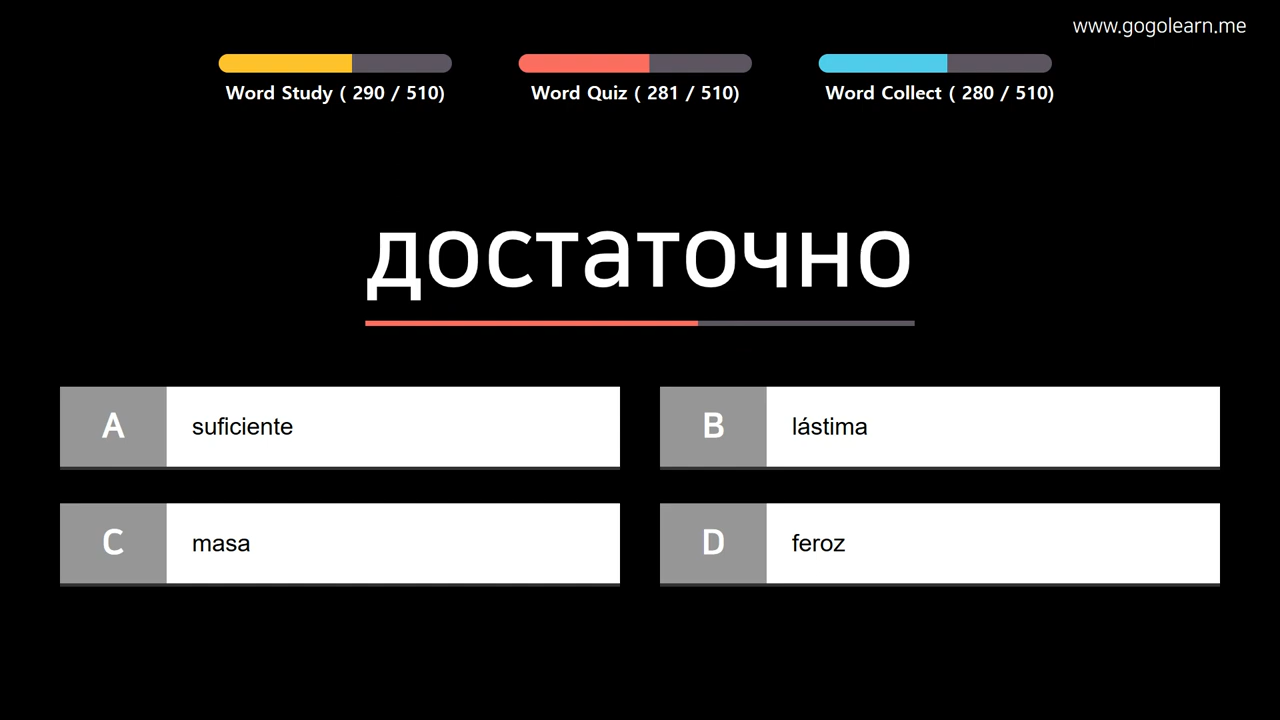 www.gogolearn.me
Word Study ( 290 / 510)
Word Quiz ( 281 / 510)
Word Collect ( 280 / 510)
достаточно
A suficiente
B lástima
C masa
D feroz